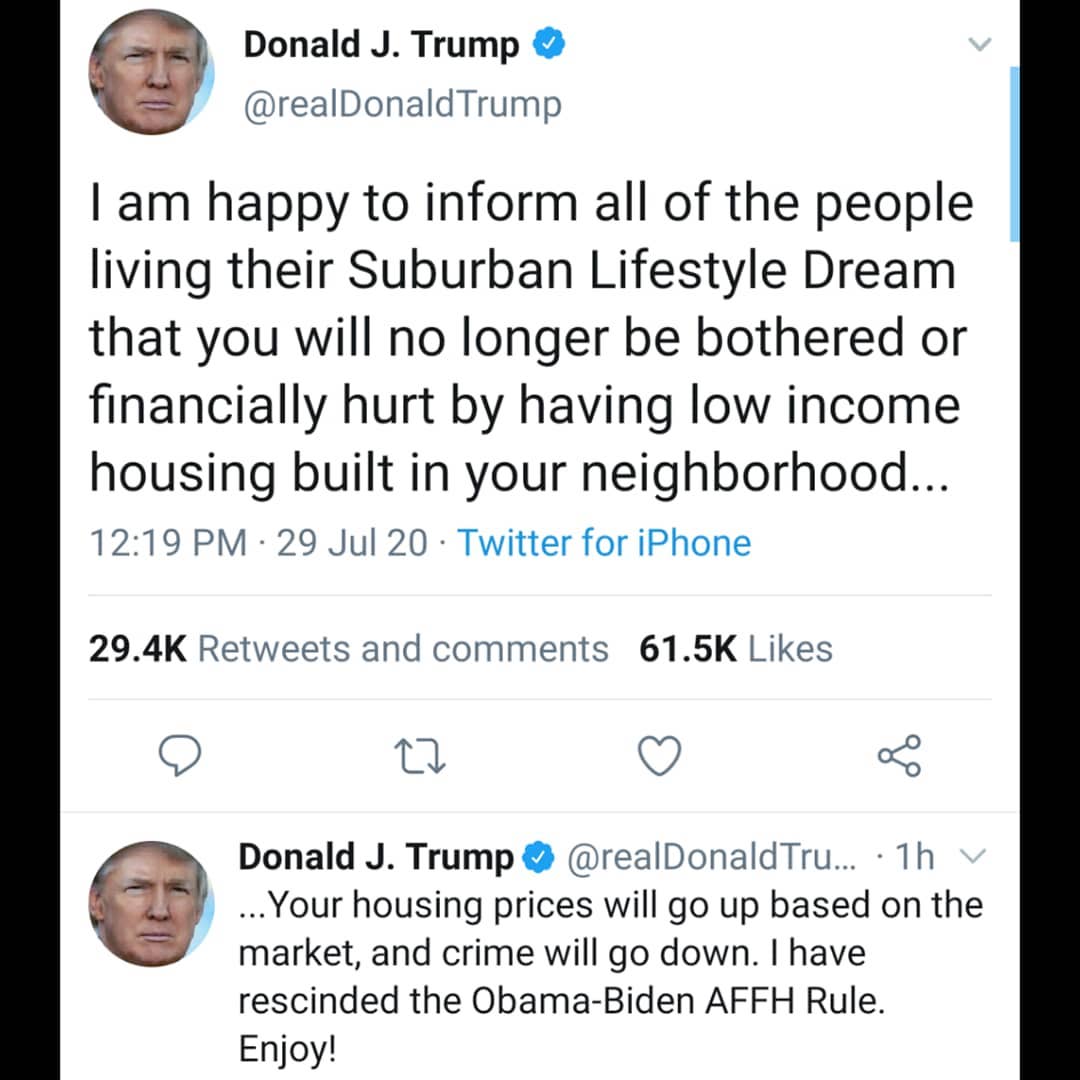 Donald J. Trump
@realDonaldTrump
I am happy to inform all of the people
living their Suburban Lifestyle Dream
that you will no longer be bothered or
financially hurt by having low income
housing built in your neighborhood...
12:19 PM · 29 Jul 20 · Twitter for iPhone
29.4K Retweets and comments 61.5K Likes
Donald J. Trump @realDonaldTru... · 1h
...Your housing prices will go up based on the
market, and crime will go down. I have
rescinded the Obama-Biden AFFH Rule.
Enjoy!